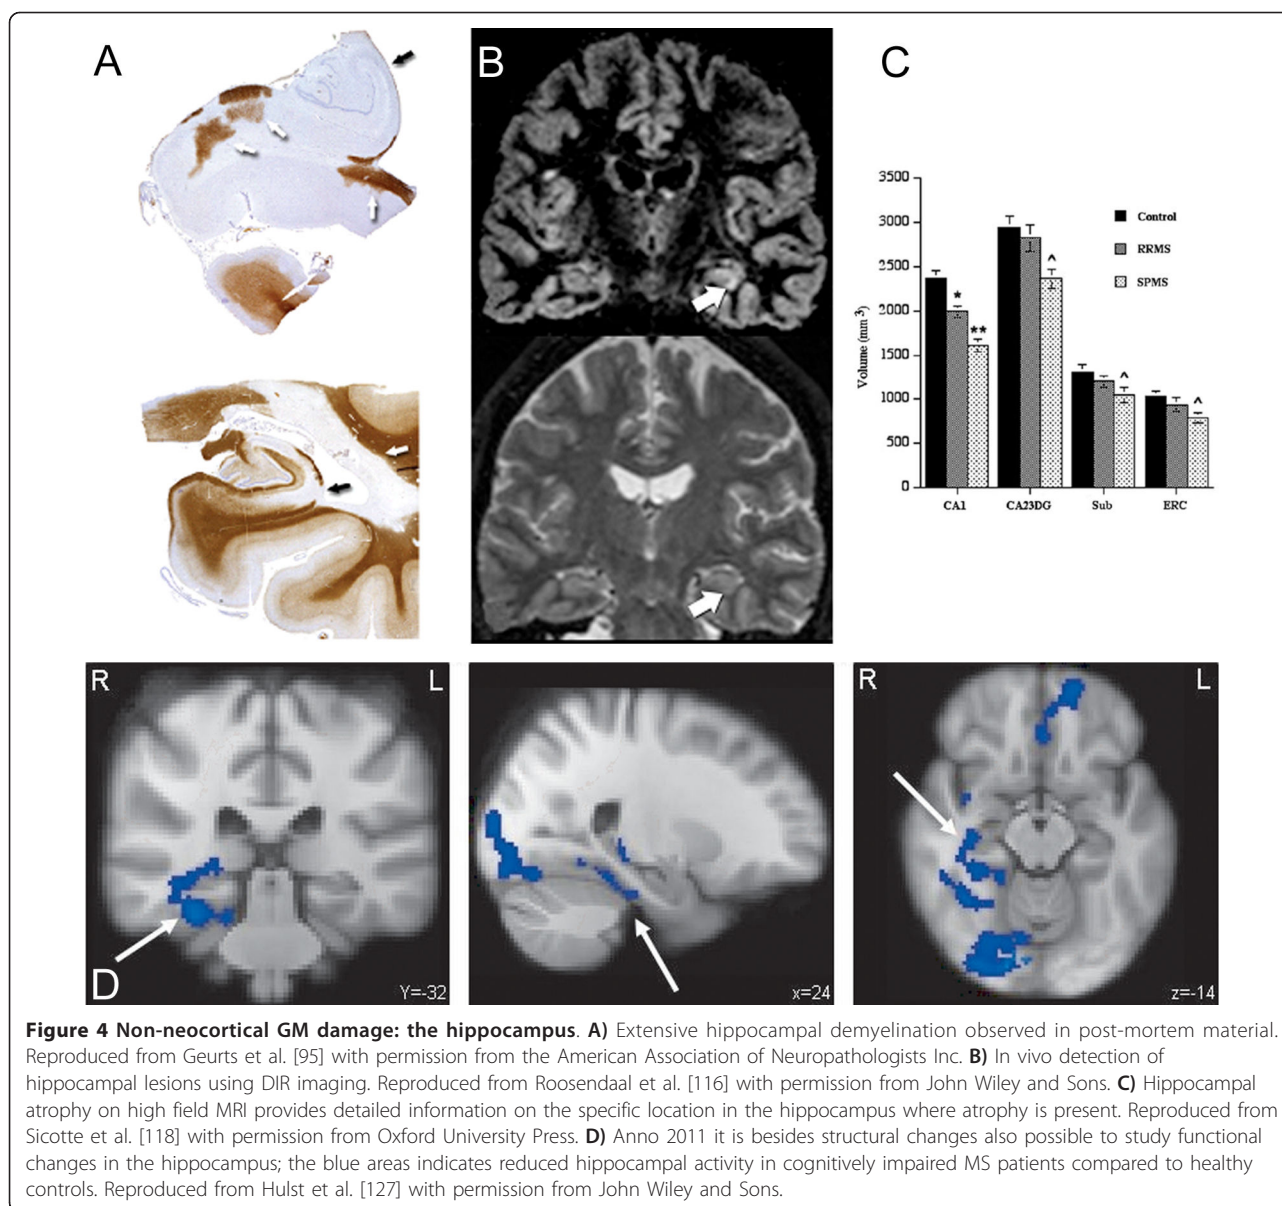 A
B
C
3500
3000
2500
2000
1500
1000
500
0
Volume (mm³)
Control
RRMS
SPMS
*
**
^
^
^
CA1 CA23DG Sub ERC
R L
D
Y=-32
x=24
R L
z=-14
Figure 4 Non-neocortical GM damage: the hippocampus. A) Extensive hippocampal demyelination observed in post-mortem material.
Reproduced from Geurts et al. [95] with permission from the American Association of Neuropathologists Inc. B) In vivo detection of
hippocampal lesions using DIR imaging. Reproduced from Roosendaal et al. [116] with permission from John Wiley and Sons. C) Hippocampal
atrophy on high field MRI provides detailed information on the specific location in the hippocampus where atrophy is present. Reproduced from
Sicotte et al. [118] with permission from Oxford University Press. D) Anno 2011 it is besides structural changes also possible to study functional
changes in the hippocampus; the blue areas indicates reduced hippocampal activity in cognitively impaired MS patients compared to healthy
controls. Reproduced from Hulst et al. [127] with permission from John Wiley and Sons.